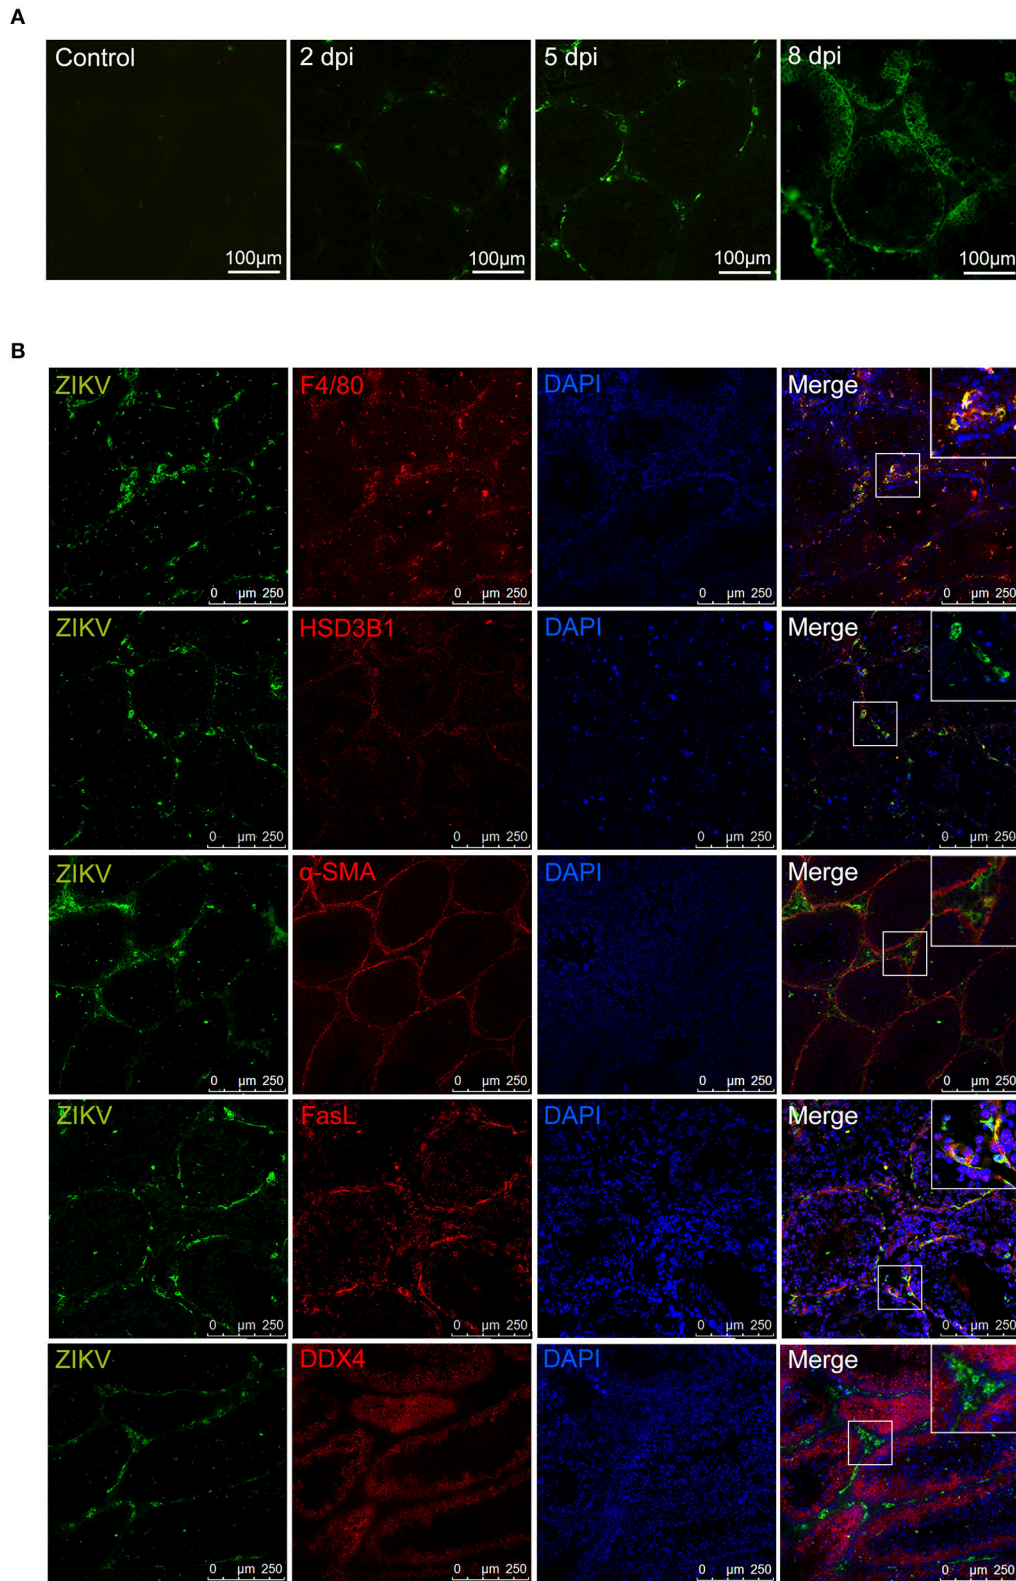 A
Control 2 dpi 5 dpi 8 dpi
100µm 100µm 100µm 100µm
B
ZIKV F4/80 DAPI Merge
0 µm 250 0 µm 250 0 µm 250 0 µm 250
ZIKV HSD3B1 DAPI Merge
0 µm 250 0 µm 250 0 µm 250 0 µm 250
ZIKV α-SMA DAPI Merge
0 µm 250 0 µm 250 0 µm 250 0 µm 250
ZIKV FasL DAPI Merge
0 µm 250 0 µm 250 0 µm 250 0 µm 250
ZIKV DDX4 DAPI Merge
0 µm 250 0 µm 250 0 µm 250 0 µm 250